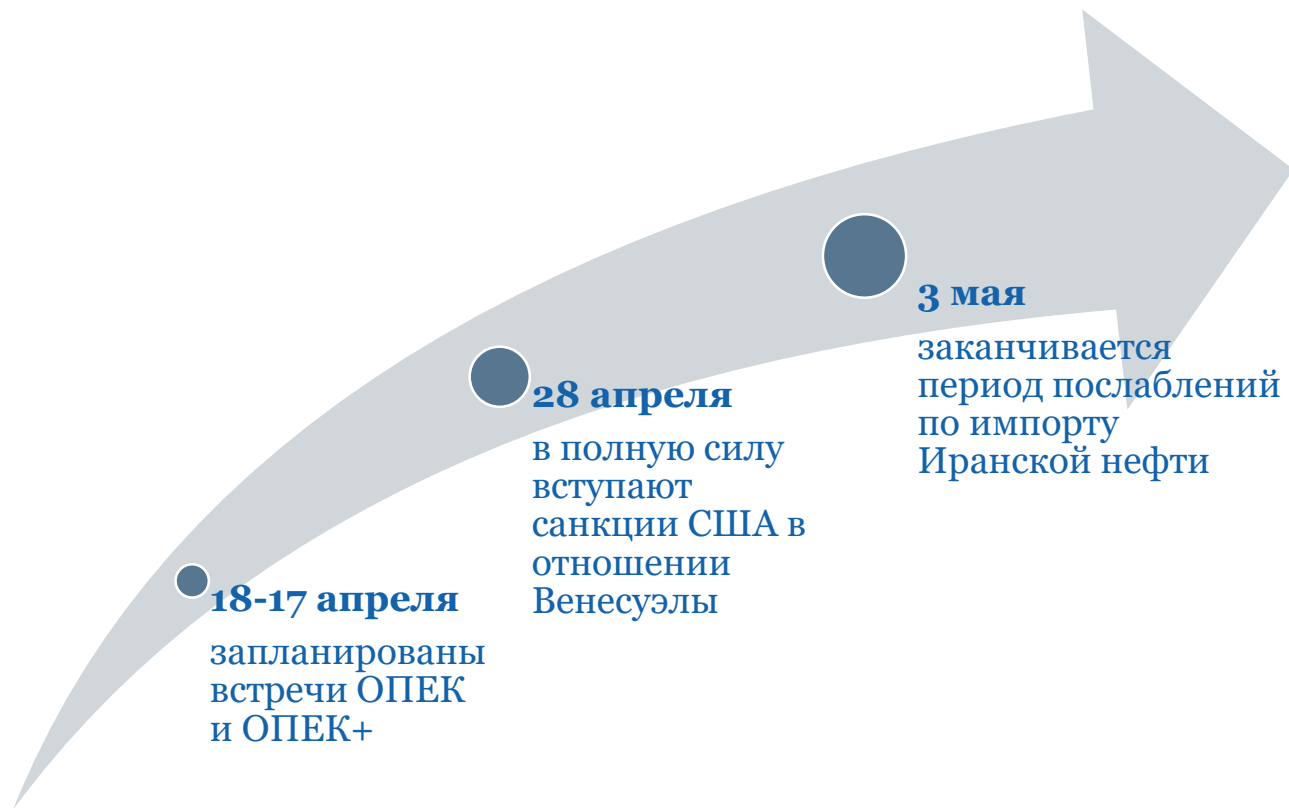 18-17 апреля
запланированы
встречи ОПЕК
и ОПЕК+
28 апреля
в полную силу
вступают
санкции США в
отношении
Венесуэлы
3 мая
заканчивается
период послаблений
по импорту
Иранской нефти